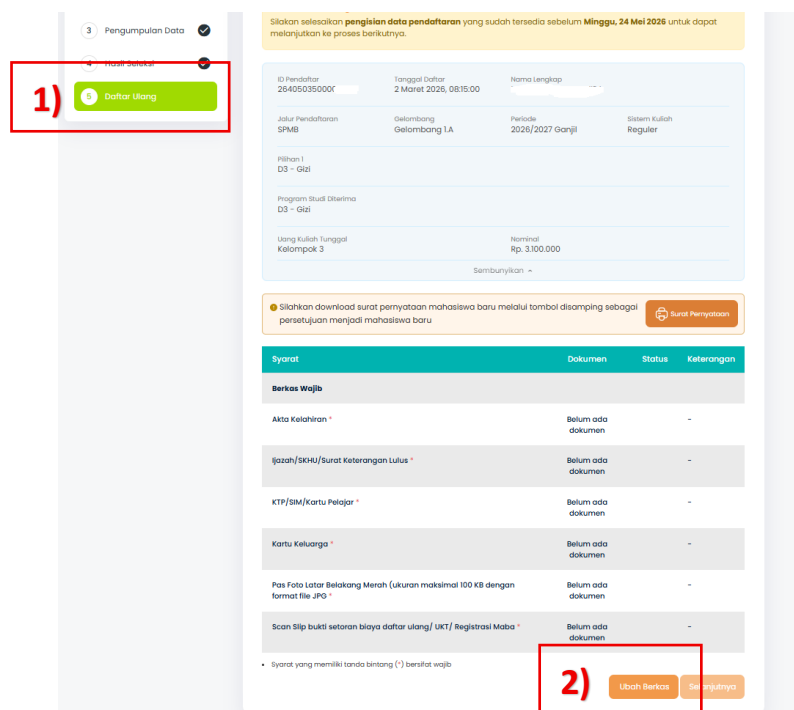 Silakan selesaikan pengisian data pendaftaran yang sudah tersedia sebelum Minggu, 24 Mei 2026 untuk dapat
melanjutkan ke proses berikutnya.
3 Pengumpulan Data
4 Hasil Seleksi
1)
5 Daftar Ulang
ID Pendaftar Tanggal Daftar Nama Lengkap
26405035000 2 Maret 2026, 08:15:00
Jalur Pendaftaran Gelombang Periode Sistem Kuliah
SPMB Gelombang 1.A 2026/2027 Ganjil Reguler
Pilihan 1
D3 - Gizi
Program Studi Diterima
D3 - Gizi
Uang Kuliah Tunggal Nominal
Kelompok 3 Rp. 3.100.000
Sembunyikan
Silahkan download surat pernyataan mahasiswa baru melalui tombol disamping sebagai
persetujuan menjadi mahasiswa baru
Surat Pernyataan
Syarat Dokumen Status Keterangan
Berkas Wajib
Akta Kelahiran * Belum ada -
dokumen
Ijazah/SKHU/Surat Keterangan Lulus * Belum ada -
dokumen
KTP/SIM/Kartu Pelajar * Belum ada -
dokumen
Kartu Keluarga * Belum ada -
dokumen
Pas Foto Latar Belakang Merah (ukuran maksimal 100 KB dengan Belum ada -
format file JPG * dokumen
Scan Slip bukti setoran biaya daftar ulang/ UKT/ Registrasi Maba * Belum ada -
dokumen
• Syarat yang memiliki tanda bintang (*) bersifat wajib
2)
Ubah Berkas Selanjutnya